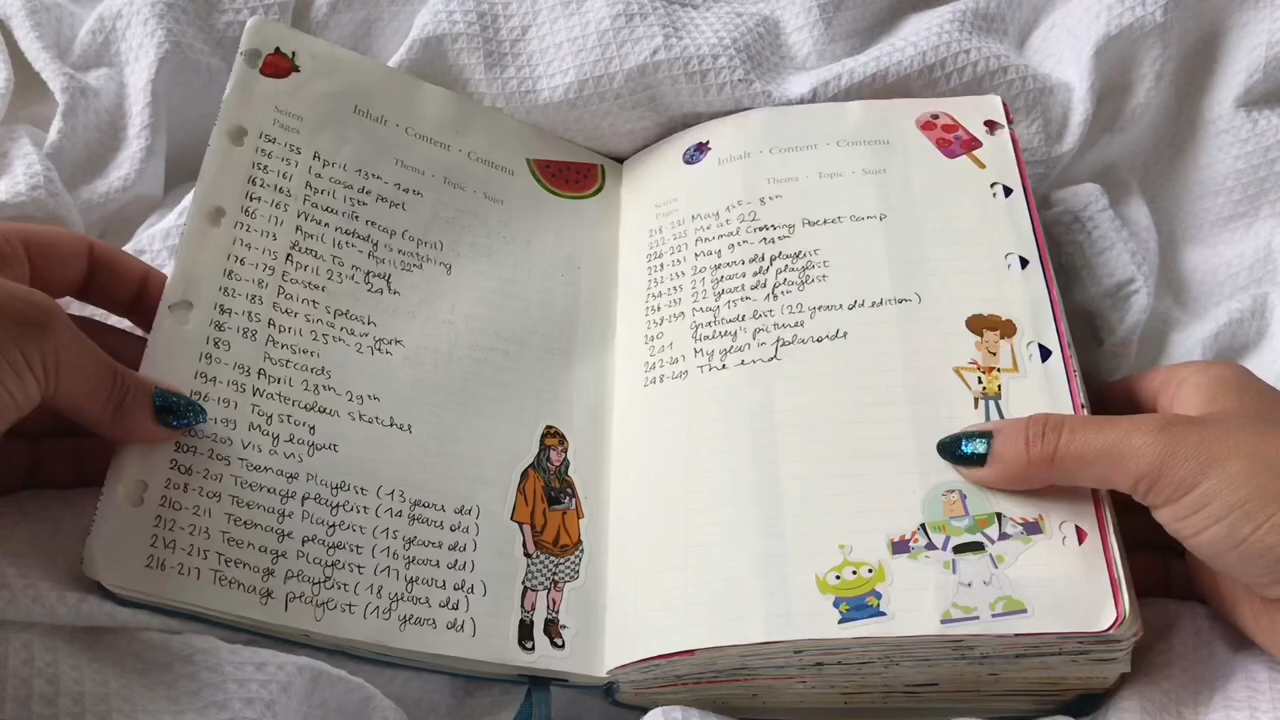 Inhalt · Content · Contenu
Seiten
Pages
Thema · Topic · Sujet
154-155 April 13th - 14th
156-157 La casa de papel
158-161 April 15th
162-163 Favourite recap (april)
164-165 When nobody is watching
166-171 April 16th - April 22nd
172-173 Letter to myself
174-175 April 23rd - 24th
176-179 Easter
180-181 Paint splash
182-183 Ever since new york
184-185 April 25th - 27th
186-188 Pensieri
189 Postcards
190-193 April 28th - 29th
194-195 Watercolour sketches
196-197 Toy story
-199 May layout
200-203 Vis a vis
204-205 Teenage Playlist (13 years old)
206-207 Teenage playlist (14 years old)
208-209 Teenage Playlist (15 years old)
210-211 Teenage playlist (16 years old)
212-213 Teenage Playlist (17 years old)
214-215 Teenage playlist (18 years old)
216-217 Teenage playlist (19 years old)
Inhalt · Content · Contenu
Thema · Topic · Sujet
Seiten
Pages
218-221 May 1st - 8th
222-225 Me at 22
226-227 Animal Crossing Pocket camp
228-231 May 9th - 14th
232-233 20 years old playlist
234-235 21 years old playlist
236-237 22 years old playlist
238-239 May 15th - 18th
240 Gratitude list (22 years old edition)
241 Halsey's pictures
242-247 My year in polaroids
248-249 The end